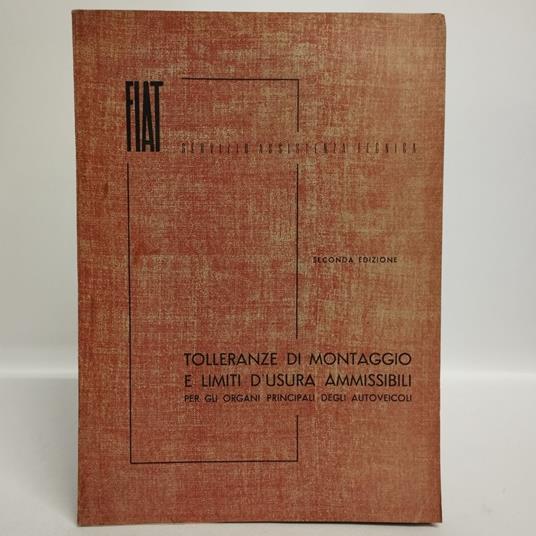 FIAT
SERVIZIO ASSISTENZA TECNICA
SECONDA EDIZIONE
TOLLERANZE DI MONTAGGIO
E LIMITI D'USURA AMMISSIBILI
PER GLI ORGANI PRINCIPALI DEGLI AUTOVEICOLI